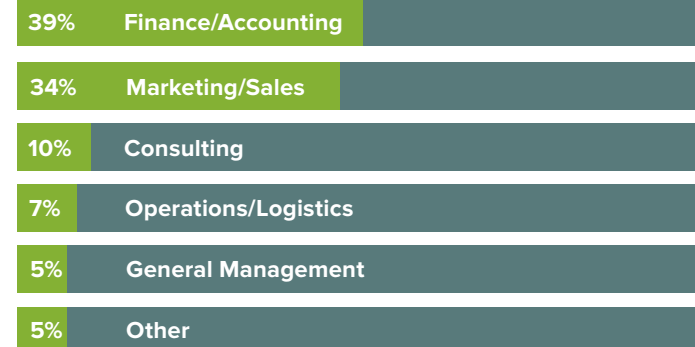 39% Finance/Accounting
34% Marketing/Sales
10% Consulting
7% Operations/Logistics
5% General Management
5% Other